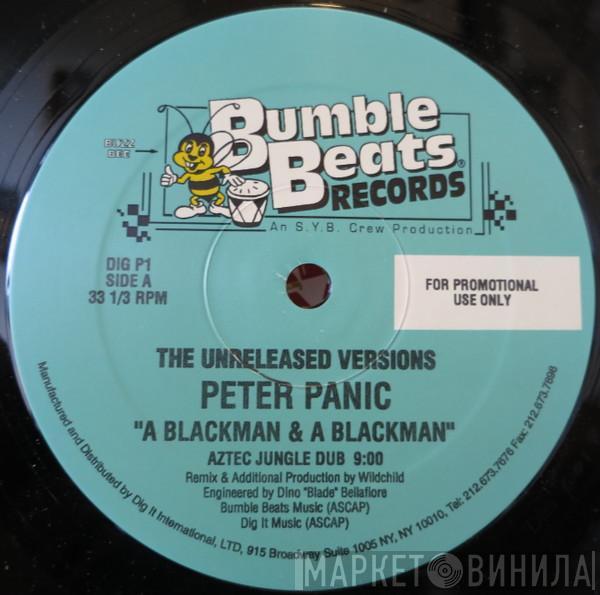 BUZZ
BEE
Bumble
Beats®
RECORDS
An S.Y.B. Crew Production
DIG P1
SIDE A
33 1/3 RPM
FOR PROMOTIONAL
USE ONLY
THE UNRELEASED VERSIONS
PETER PANIC
"A BLACKMAN & A BLACKMAN"
AZTEC JUNGLE DUB 9:00
Remix & Additional Production by Wildchild
Engineered by Dino "Blade" Bellafiore
Bumble Beats Music (ASCAP)
Dig It Music (ASCAP)
Manufactured and Distributed by Dig It International, LTD, 915 Broadway Suite 1005 NY, NY 10010, Tel: 212.673.7676 Fax: 212.673.7898
МАРКЕТ ВИНИЛА